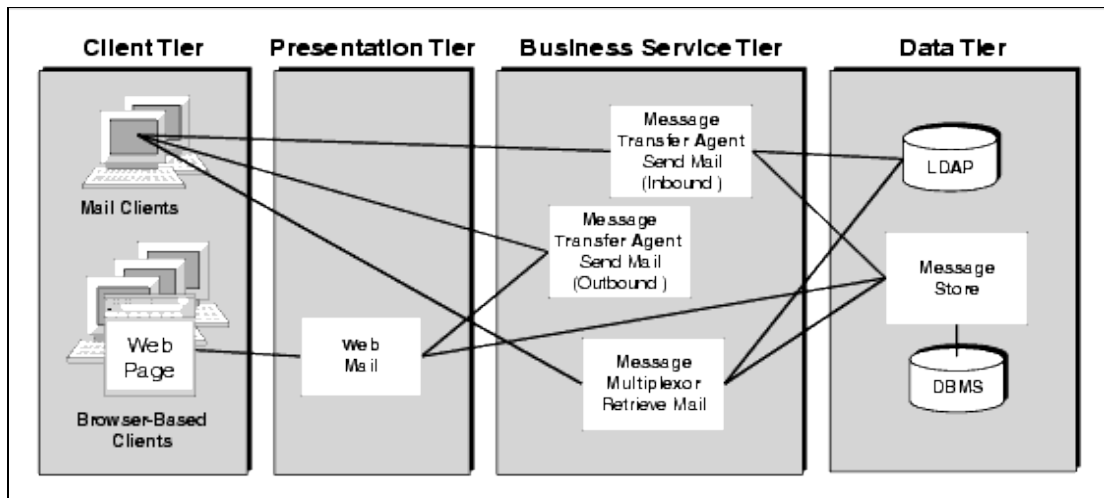 Client Tier
Presentation Tier
Business Service Tier
Data Tier
Mail Clients
Web
Page
Browser-Based
Clients
Web
Mail
Message
Transfer Agent
Send Mail
(Inbound )
Message
Transfer Agent
Send Mail
(Outbound )
Message
Multiplexor
Retrieve Mail
LDAP
Message
Store
DBMS